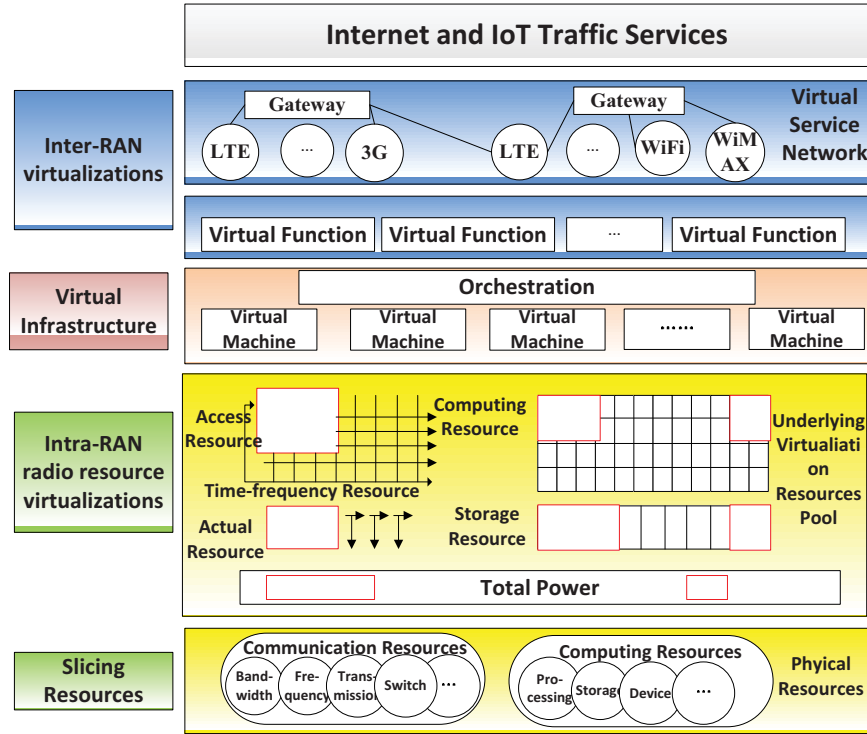 Internet and IoT Traffic Services
Inter-RAN
virtualizations
Gateway
Gateway
Virtual
Service
Network
LTE
...
3G
LTE
...
WiFi
WiM
AX
Virtual Function
Virtual Function
...
Virtual Function
Virtual
Infrastructure
Orchestration
Virtual
Machine
Virtual
Machine
Virtual
Machine
......
Virtual
Machine
Intra-RAN
radio resource
virtualizations
Access
Resource
Computing
Resource
Underlying
Virtualiati
on
Resources
Pool
Time-frequency Resource
Actual
Resource
Storage
Resource
Total Power
Slicing
Resources
Communication Resources
Band-
width
Fre-
quency
Trans-
mission
Switch
...
Computing Resources
Pro-
cessing
Storage
Device
...
Phyical
Resources